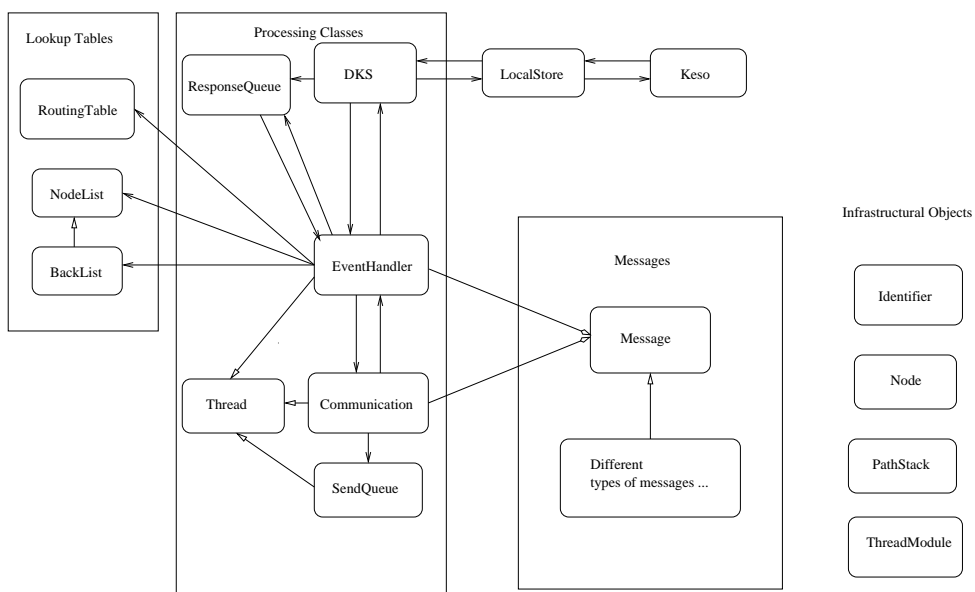 Lookup Tables
RoutingTable
NodeList
BackList
Processing Classes
ResponseQueue
DKS
EventHandler
Thread
Communication
SendQueue
LocalStore
Keso
Messages
Message
Different
types of messages ...
Infrastructural Objects
Identifier
Node
PathStack
ThreadModule